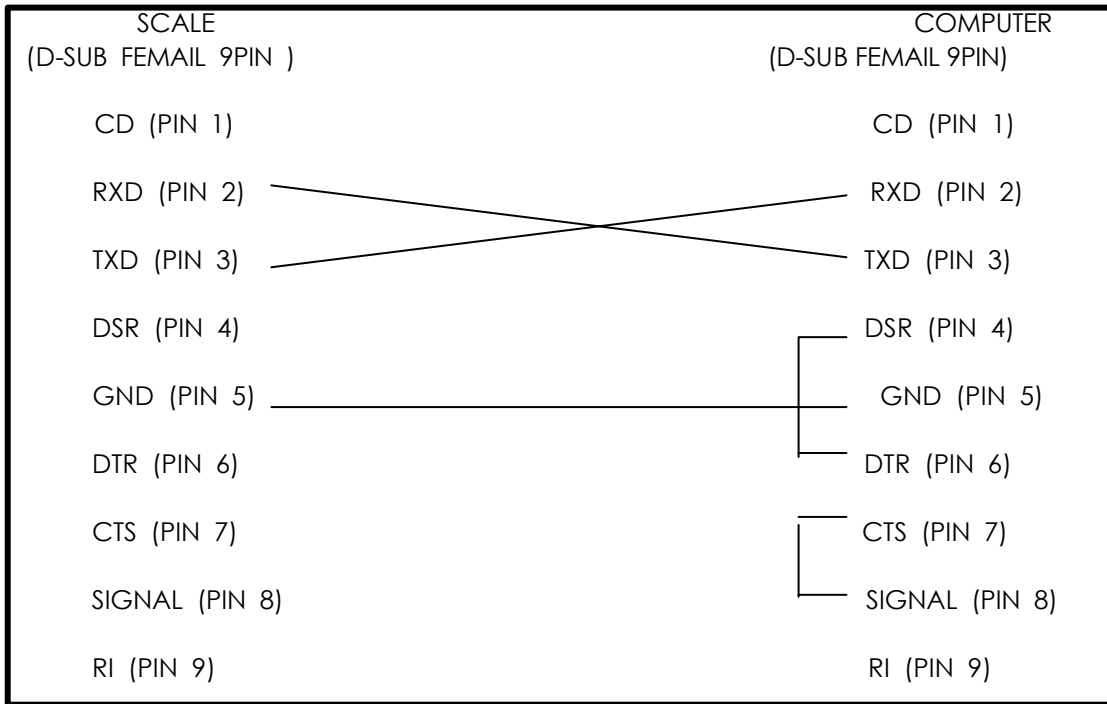 SCALE COMPUTER
(D-SUB FEMAIL 9PIN ) (D-SUB FEMAIL 9PIN)
CD (PIN 1) CD (PIN 1)
RXD (PIN 2) RXD (PIN 2)
TXD (PIN 3) TXD (PIN 3)
DSR (PIN 4) DSR (PIN 4)
GND (PIN 5) GND (PIN 5)
DTR (PIN 6) DTR (PIN 6)
CTS (PIN 7) CTS (PIN 7)
SIGNAL (PIN 8) SIGNAL (PIN 8)
RI (PIN 9) RI (PIN 9)